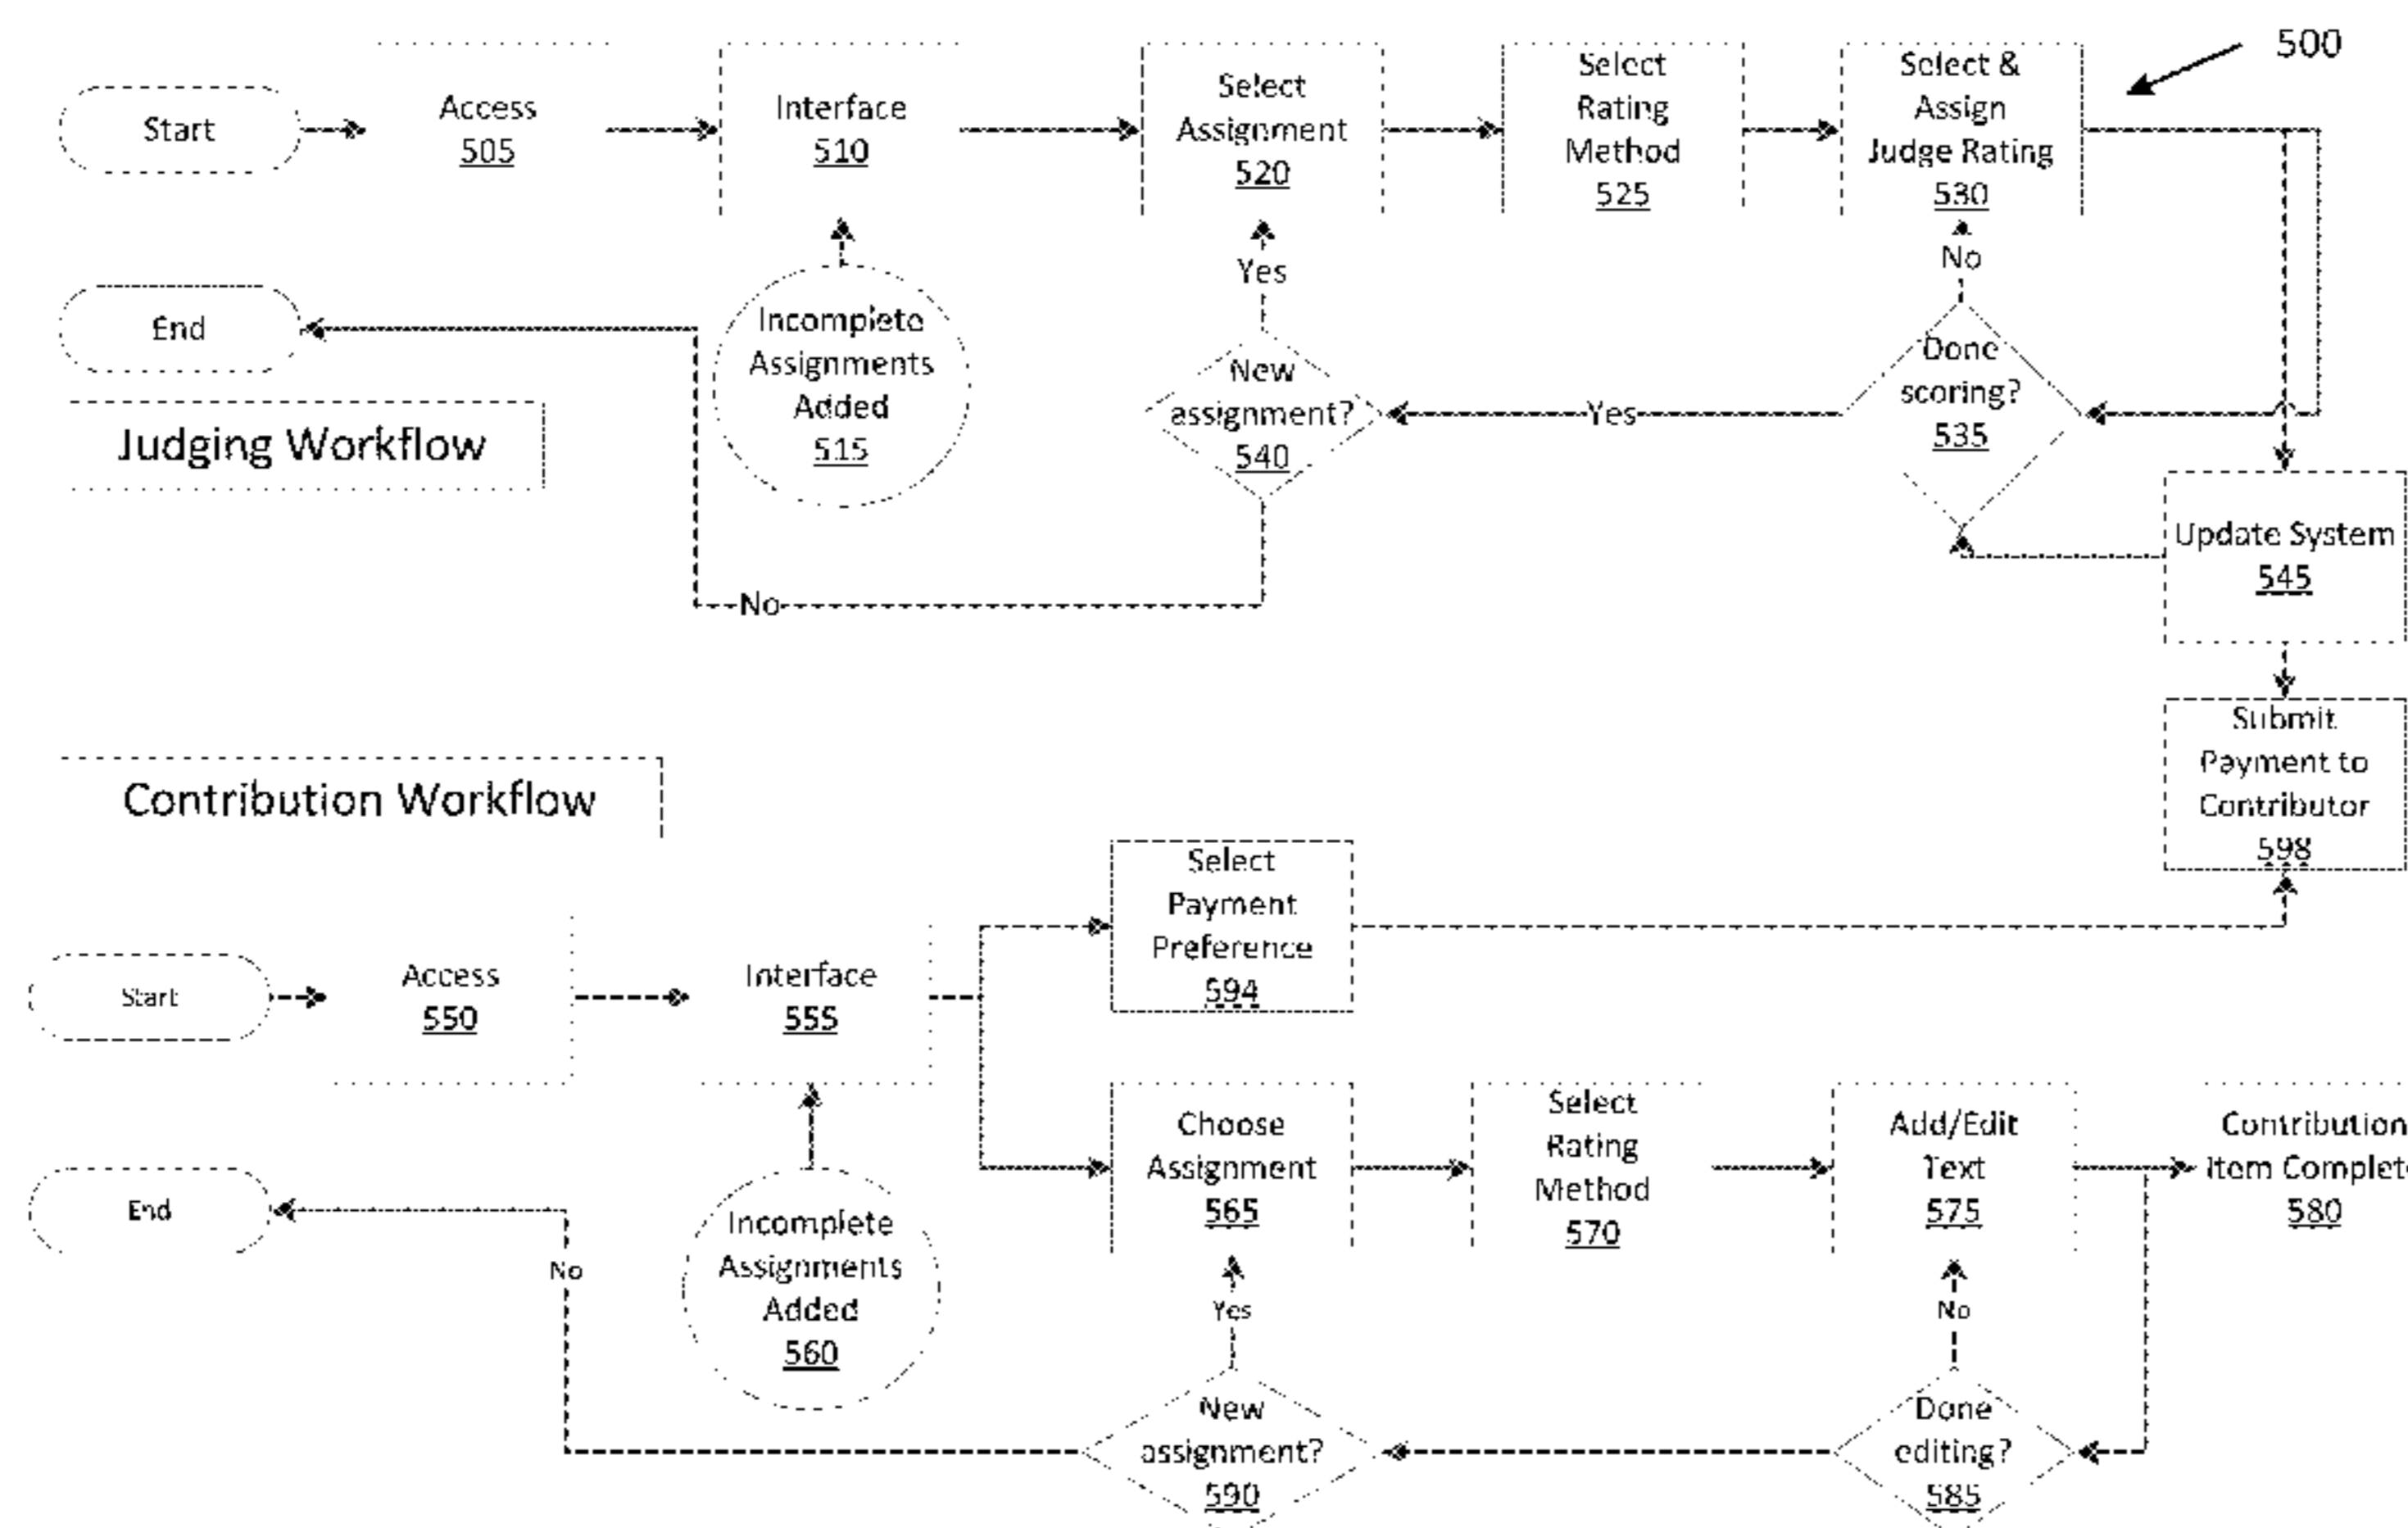 500
Start
Access
505
Interface
510
Select
Assignment
520
Select
Rating
Method
525
Select &
Assign
Judge Rating
530
End
Incomplete
Assignments
Added
515
Yes
New
assignment?
540
Yes
No
Done
scoring?
535
Judging Workflow
No
Update System
545
Submit
Payment to
Contributor
598
Contribution Workflow
Select
Payment
Preference
594
Start
Access
550
Interface
555
Choose
Assignment
565
Select
Rating
Method
570
Add/Edit
Text
575
Contribution
Item Complet
580
End
No
Incomplete
Assignments
Added
560
Yes
New
assignment?
590
No
Done
editing?
585